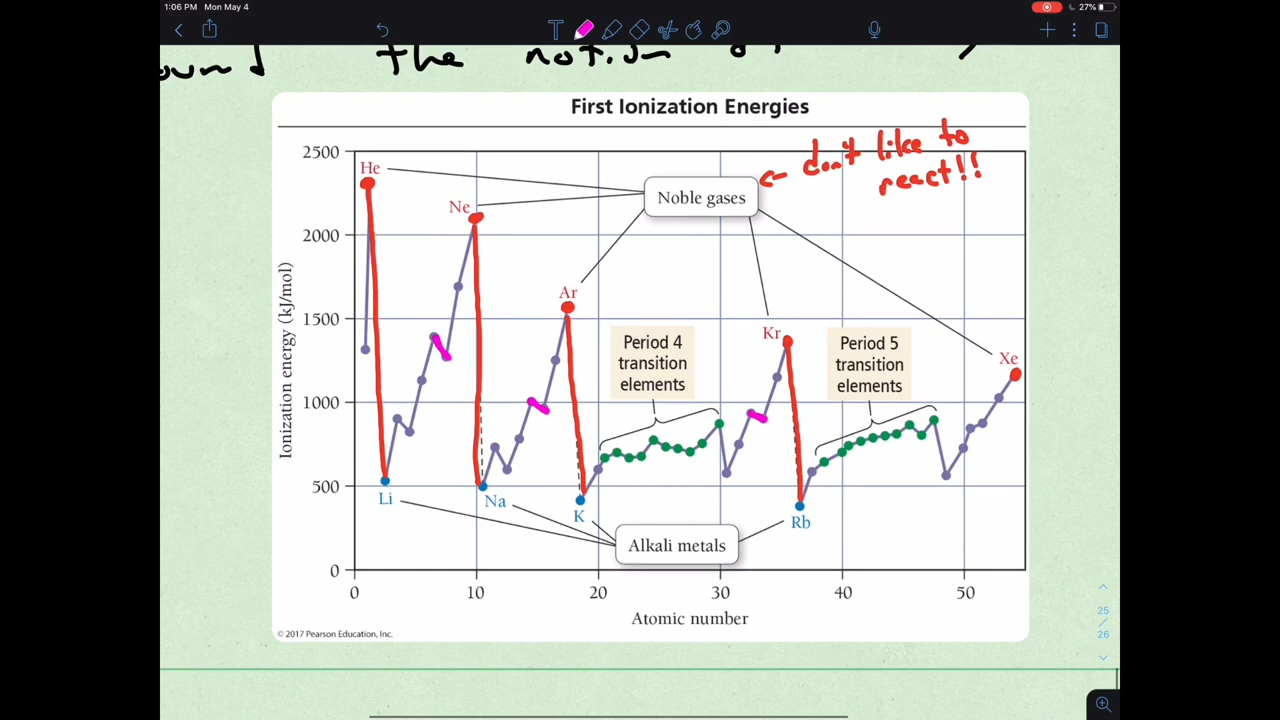 1:06 PM Mon May 4
27%
the notion
First Ionization Energies
don't like to
react!!
2500
2000
1500
1000
500
0
Ionization energy (kJ/mol)
He
Ne
Ar
Kr
Xe
Noble gases
Period 4
transition
elements
Period 5
transition
elements
Li
Na
K
Rb
Alkali metals
0
10
20
30
40
50
Atomic number
© 2017 Pearson Education, Inc.
25
/
26